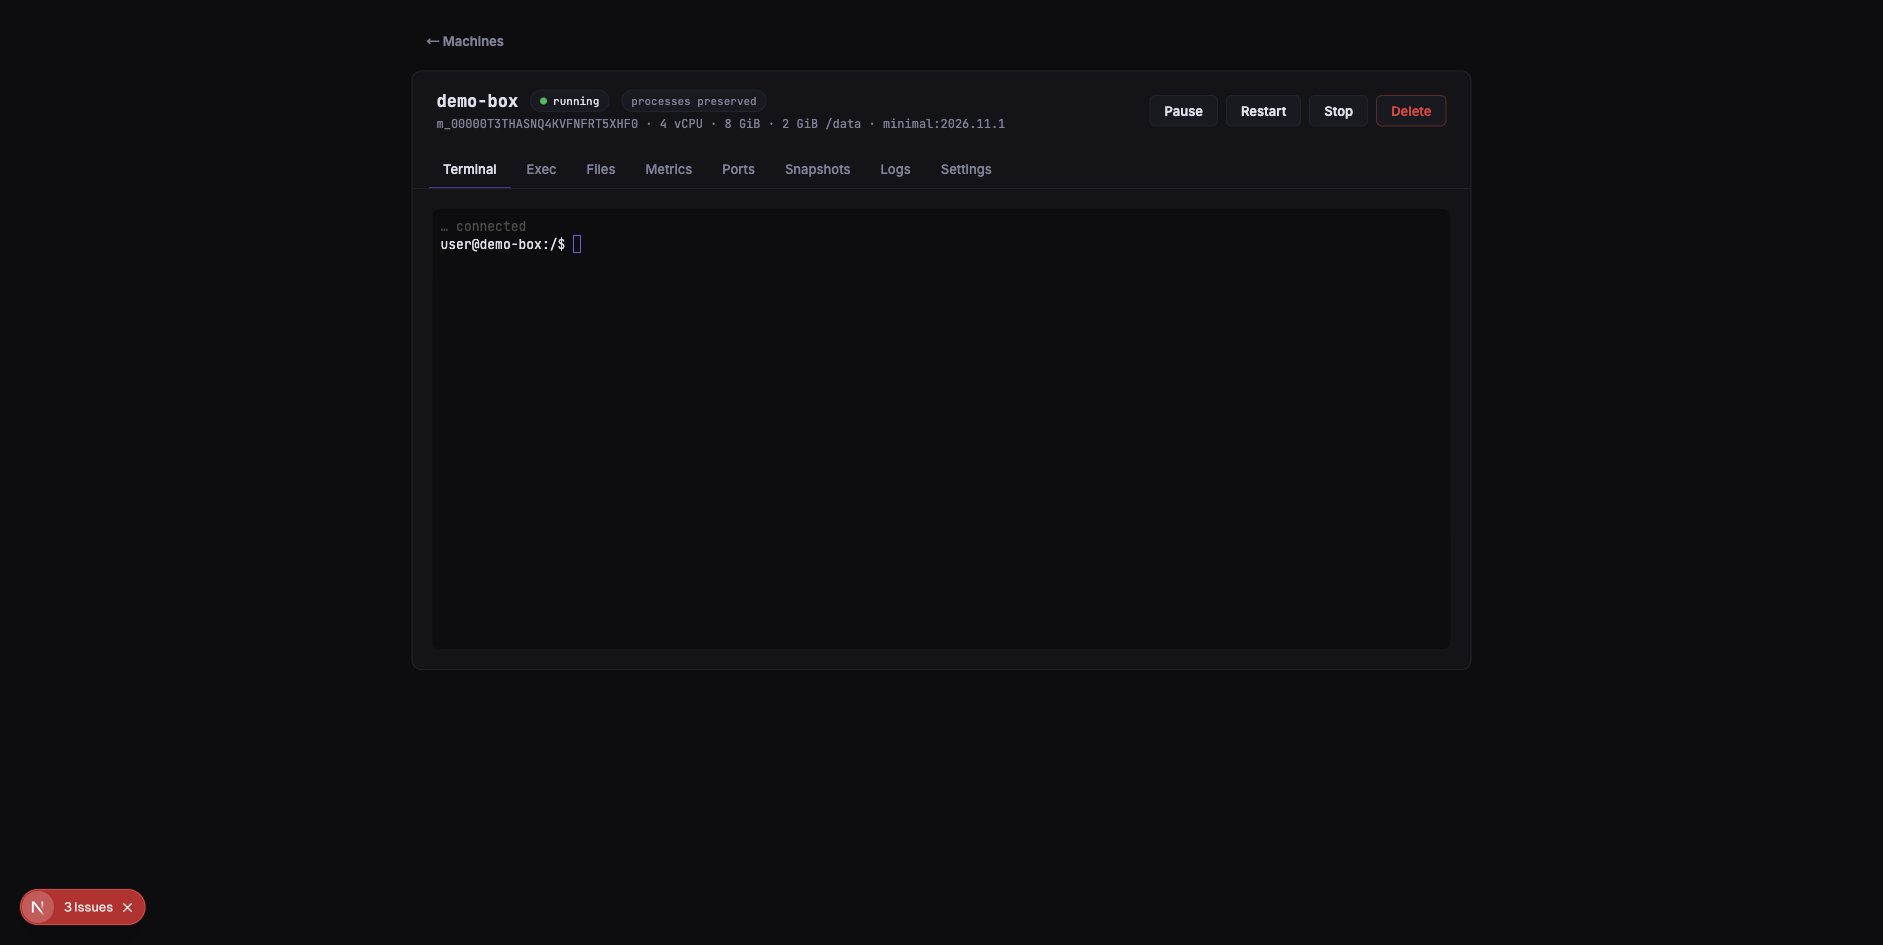 ← Machines
demo-box running processes preserved
m_00000T3THASNQ4KVFNFRT5XHF0 · 4 vCPU · 8 GiB · 2 GiB /data · minimal:2026.11.1
Pause Restart Stop Delete
Terminal Exec Files Metrics Ports Snapshots Logs Settings
… connected
user@demo-box:/$
N 3 Issues ×